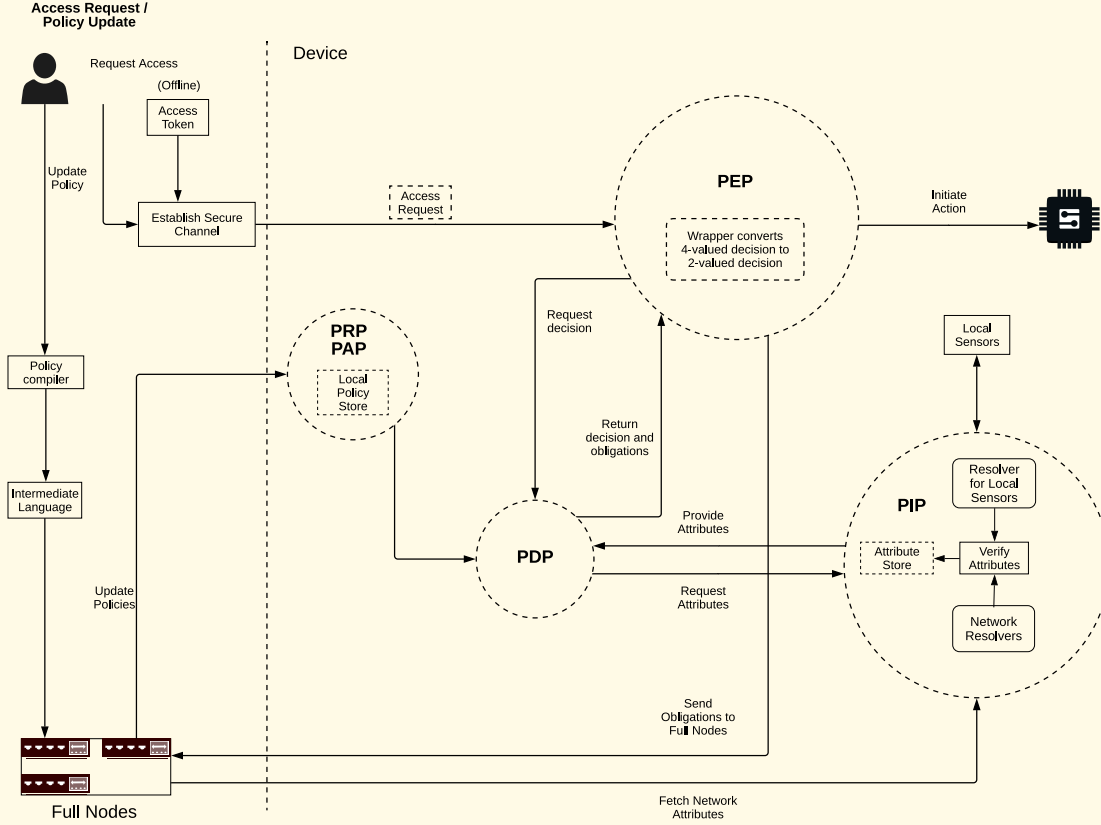 Access Request /
Policy Update
Device
Request Access
(Offline)
Access
Token
Update
Policy
Establish Secure
Channel
Access
Request
PEP
Wrapper converts
4-valued decision to
2-valued decision
Initiate
Action
Request
decision
PRP
PAP
Local
Policy
Store
Local
Sensors
Policy
compiler
Return
decision and
obligations
Intermediate
Language
Resolver
for Local
Sensors
PIP
Provide
Attributes
PDP
Attribute
Store
Verify
Attributes
Update
Policies
Request
Attributes
Network
Resolvers
Send
Obligations to
Full Nodes
Full Nodes
Fetch Network
Attributes